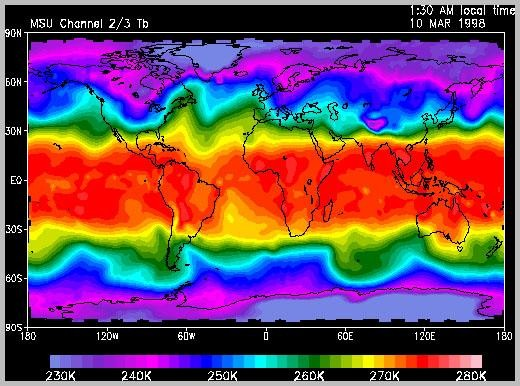 1:30 AM local time
MSU Channel 2/3 Tb 10 MAR 1998
90N
60N
30N
EQ
30S
60S
90S
180 120W 60W 0 60E 120E 180
230K 240K 250K 260K 270K 280K